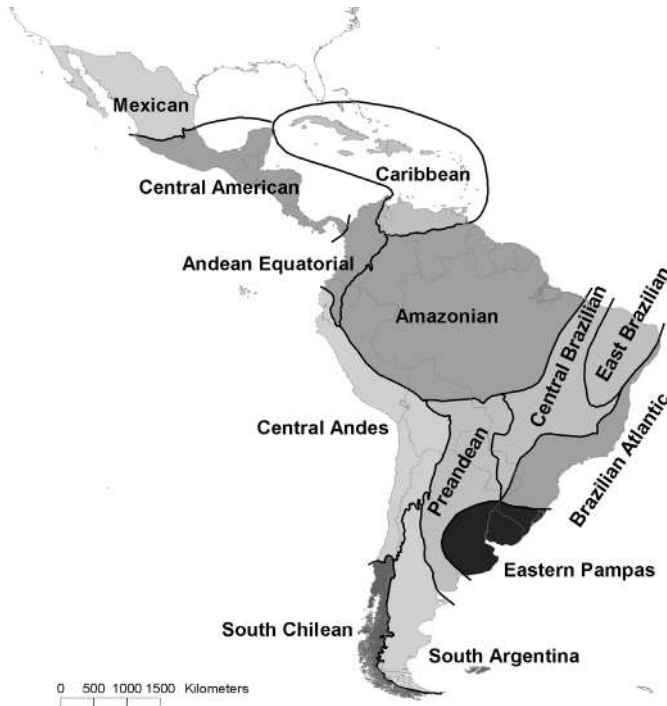 Mexican
Caribbean
Central American
Andean Equatorial
Amazonian
Central Brazilian
East Brazilian
Central Andes
Preandean
Brazilian Atlantic
Eastern Pampas
South Chilean
South Argentina
0 500 1000 1500 Kilometers